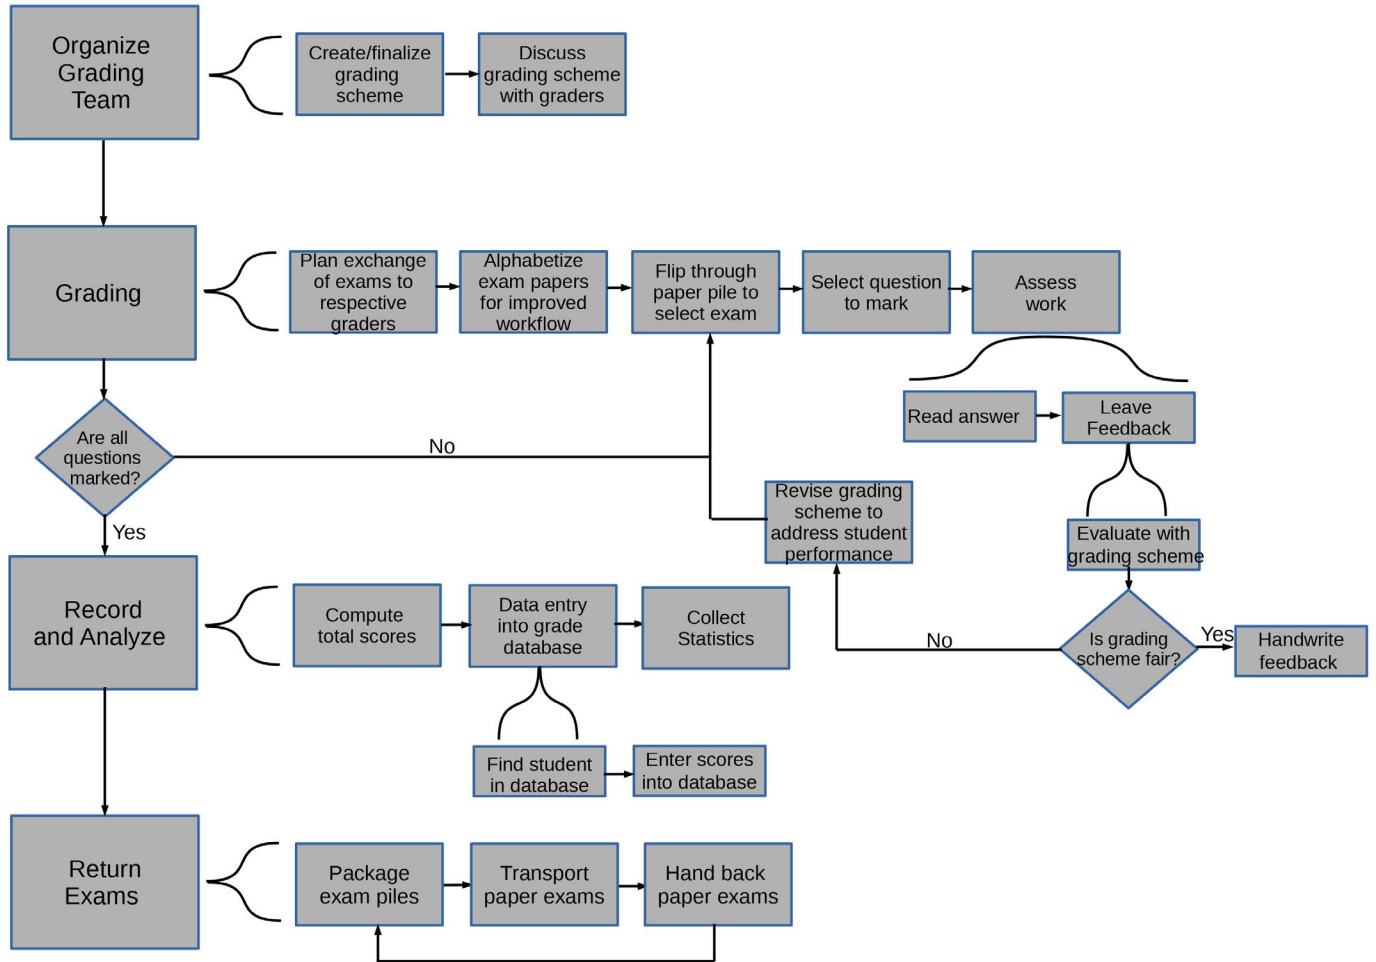 Organize
Grading
Team
Create/finalize
grading
scheme
Discuss
grading scheme
with graders
Grading
Plan exchange
of exams to
respective
graders
Alphabetize
exam papers
for improved
workflow
Flip through
paper pile to
select exam
Select question
to mark
Assess
work
Read answer
Leave
Feedback
Are all
questions
marked?
No
Yes
Revise grading
scheme to
address student
performance
Evaluate with
grading scheme
Is grading
scheme fair?
No
Yes
Handwrite
feedback
Record
and Analyze
Compute
total scores
Data entry
into grade
database
Collect
Statistics
Find student
in database
Enter scores
into database
Return
Exams
Package
exam piles
Transport
paper exams
Hand back
paper exams